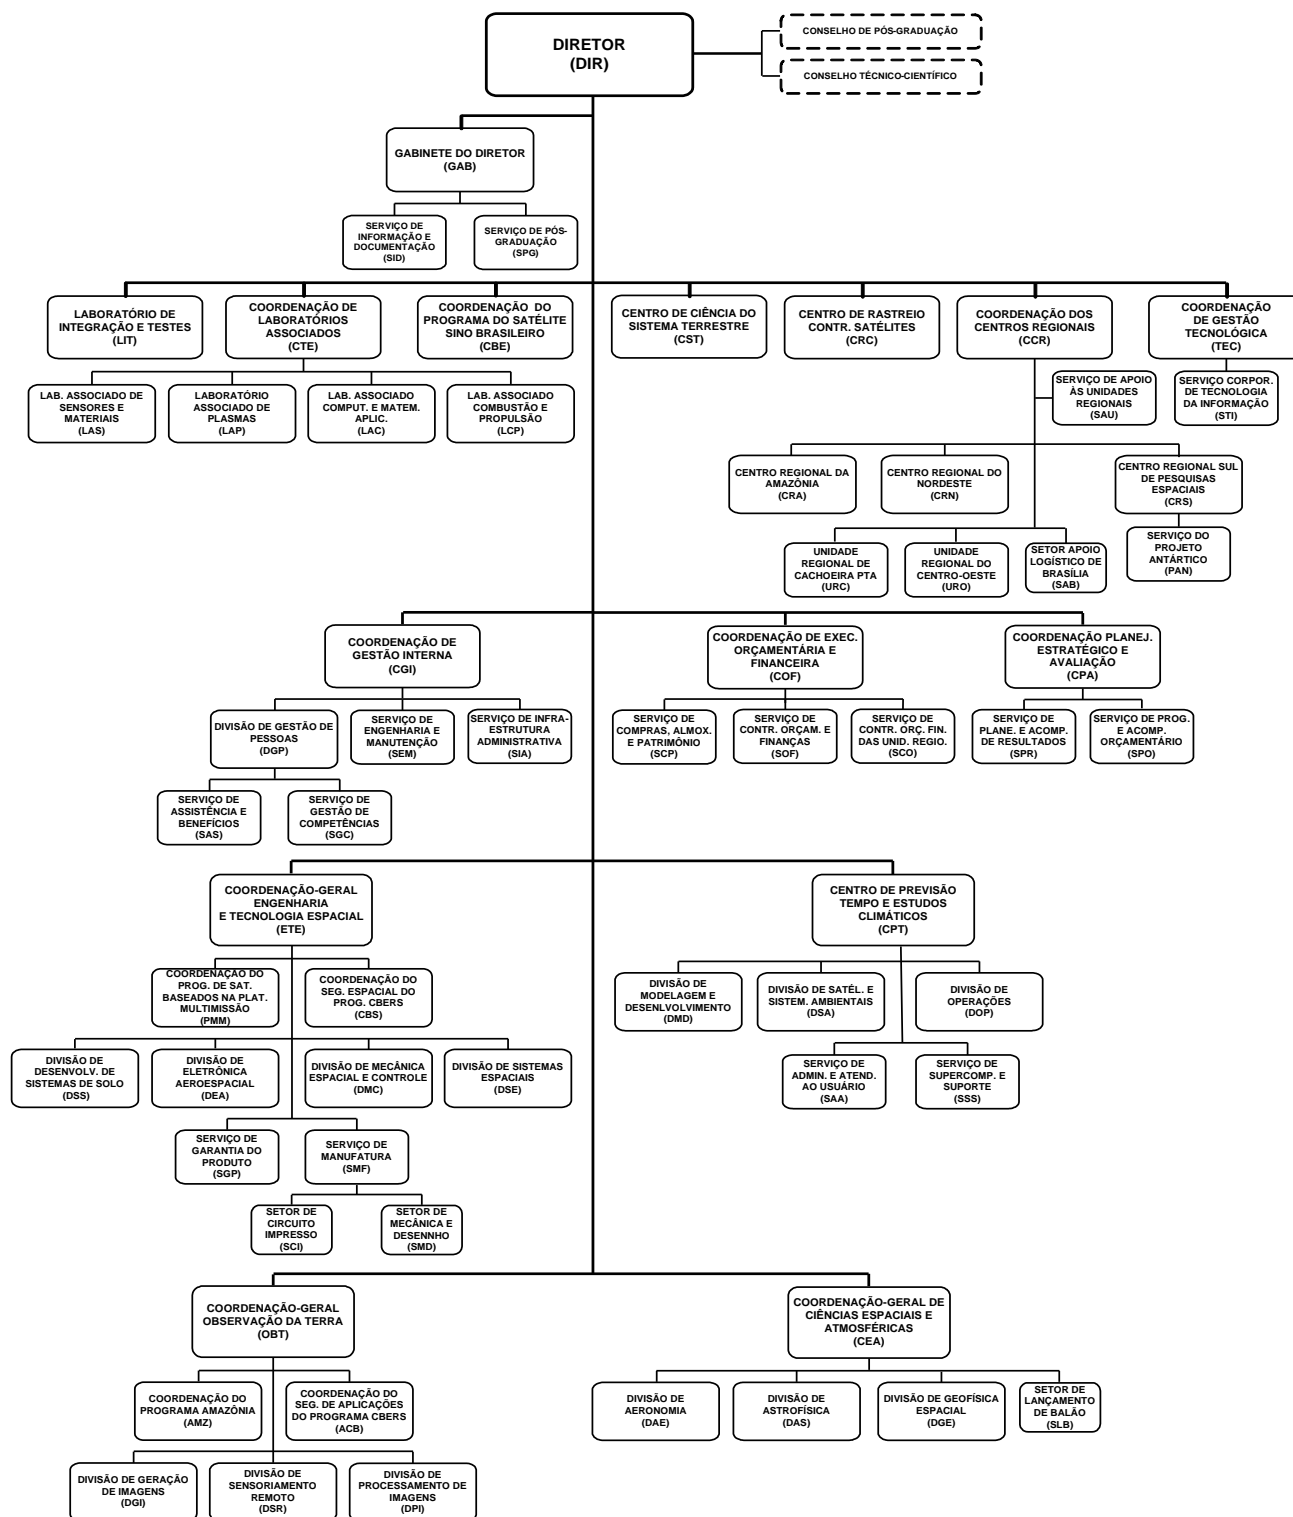 DIRETOR
(DIR)
CONSELHO DE PÓS-GRADUAÇÃO
CONSELHO TÉCNICO-CIENTÍFICO
GABINETE DO DIRETOR
(GAB)
SERVIÇO DE
INFORMAÇÃO E
DOCUMENTAÇÃO
(SID)
SERVIÇO DE PÓS-
GRADUAÇÃO
(SPG)
LABORATÓRIO DE
INTEGRAÇÃO E TESTES
(LIT)
COORDENAÇÃO DE
LABORATÓRIOS
ASSOCIADOS
(CTE)
COORDENAÇÃO DO
PROGRAMA DO SATÉLITE
SINO BRASILEIRO
(CBE)
CENTRO DE CIÊNCIA DO
SISTEMA TERRESTRE
(CST)
CENTRO DE RASTREIO
CONTR. SATÉLITES
(CRC)
COORDENAÇÃO DOS
CENTROS REGIONAIS
(CCR)
COORDENAÇÃO
DE GESTÃO
TECNOLÓGICA
(TEC)
LAB. ASSOCIADO DE
SENSORES E
MATERIAIS
(LAS)
LABORATÓRIO
ASSOCIADO DE
PLASMAS
(LAP)
LAB. ASSOCIADO
COMPUT. E MATEM.
APLIC.
(LAC)
LAB. ASSOCIADO
COMBUSTÃO E
PROPULSÃO
(LCP)
SERVIÇO DE APOIO
ÀS UNIDADES
REGIONAIS
(SAU)
SERVIÇO CORPOR.
DE TECNOLOGIA
DA INFORMAÇÃO
(STI)
CENTRO REGIONAL DA
AMAZÔNIA
(CRA)
CENTRO REGIONAL DO
NORDESTE
(CRN)
CENTRO REGIONAL SUL
DE PESQUISAS
ESPACIAIS
(CRS)
UNIDADE
REGIONAL DE
CACHOEIRA PTA
(URC)
UNIDADE
REGIONAL DO
CENTRO-OESTE
(URO)
SETOR APOIO
LOGÍSTICO DE
BRASÍLIA
(SAB)
SERVIÇO DO
PROJETO
ANTÁRTICO
(PAN)
COORDENAÇÃO DE
GESTÃO INTERNA
(CGI)
COORDENAÇÃO DE EXEC.
ORÇAMENTÁRIA E
FINANCEIRA
(COF)
COORDENAÇÃO PLANEJ.
ESTRATÉGICO E
AVALIAÇÃO
(CPA)
DIVISÃO DE GESTÃO DE
PESSOAS
(DGP)
SERVIÇO DE
ENGENHARIA E
MANUTENÇÃO
(SEM)
SERVIÇO DE INFRA-
ESTRUTURA
ADMINISTRATIVA
(SIA)
SERVIÇO DE
COMPRAS, ALMOX.
E PATRIMÔNIO
(SCP)
SERVIÇO DE
CONTR. ORÇAM. E
FINANÇAS
(SOF)
SERVIÇO DE
CONTR. ORÇ. FIN.
DAS UNID. REGIO.
(SCO)
SERVIÇO DE
PLANE. E ACOMP.
DE RESULTADOS
(SPR)
SERVIÇO DE PROG.
E ACOMP.
ORÇAMENTÁRIO
(SPO)
SERVIÇO DE
ASSISTÊNCIA E
BENEFÍCIOS
(SAS)
SERVIÇO DE
GESTÃO DE
COMPETÊNCIAS
(SGC)
COORDENAÇÃO-GERAL
ENGENHARIA
E TECNOLOGIA ESPACIAL
(ETE)
CENTRO DE PREVISÃO
TEMPO E ESTUDOS
CLIMÁTICOS
(CPT)
COORDENAÇAO DO
PROG. DE SAT.
BASEADOS NA PLAT.
MULTIMISSÃO
(PMM)
COORDENAÇÃO DO
SEG. ESPACIAL DO
PROG. CBERS
(CBS)
DIVISÃO DE
MODELAGEM E
DESENLVOLVIMENTO
(DMD)
DIVISÃO DE SATÉL. E
SISTEM. AMBIENTAIS
(DSA)
DIVISÃO DE
OPERAÇÕES
(DOP)
DIVISÃO DE
DESENVOLV. DE
SISTEMAS DE SOLO
(DSS)
DIVISÃO DE
ELETRÔNICA
AEROESPACIAL
(DEA)
DIVISÃO DE MECÂNICA
ESPACIAL E CONTROLE
(DMC)
DIVISÃO DE SISTEMAS
ESPACIAIS
(DSE)
SERVIÇO DE
ADMIN. E ATEND.
AO USUÁRIO
(SAA)
SERVIÇO DE
SUPERCOMP. E
SUPORTE
(SSS)
SERVIÇO DE
GARANTIA DO
PRODUTO
(SGP)
SERVIÇO DE
MANUFATURA
(SMF)
SETOR DE
CIRCUITO
IMPRESSO
(SCI)
SETOR DE
MECÂNICA E
DESENNHO
(SMD)
COORDENAÇÃO-GERAL
OBSERVAÇÃO DA TERRA
(OBT)
COORDENAÇÃO-GERAL DE
CIÊNCIAS ESPACIAIS E
ATMOSFÉRICAS
(CEA)
COORDENAÇÃO DO
PROGRAMA AMAZÔNIA
(AMZ)
COORDENAÇÃO DO
SEG. DE APLICAÇÕES
DO PROGRAMA CBERS
(ACB)
DIVISÃO DE
AERONOMIA
(DAE)
DIVISÃO DE
ASTROFÍSICA
(DAS)
DIVISÃO DE GEOFÍSICA
ESPACIAL
(DGE)
SETOR DE
LANÇAMENTO
DE BALÃO
(SLB)
DIVISÃO DE GERAÇÃO
DE IMAGENS
(DGI)
DIVISÃO DE
SENSORIAMENTO
REMOTO
(DSR)
DIVISÃO DE
PROCESSAMENTO DE
IMAGENS
(DPI)